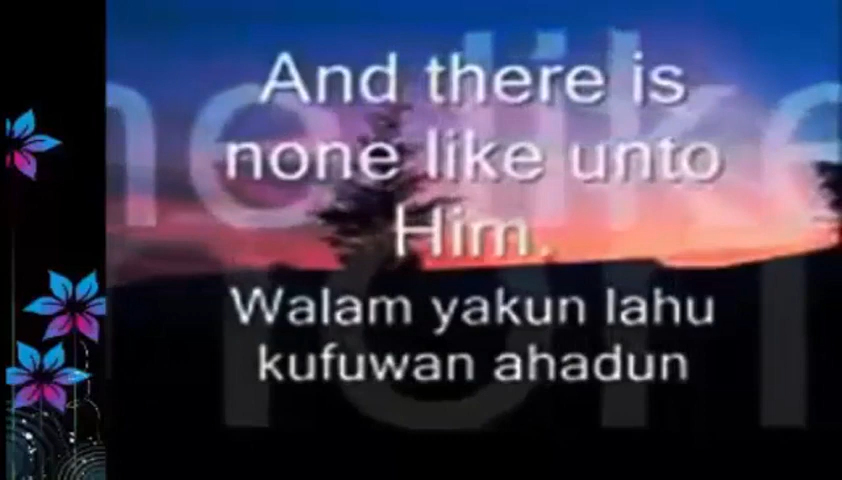 And there is
none like unto
Him.
Walam yakun lahu
kufuwan ahadun